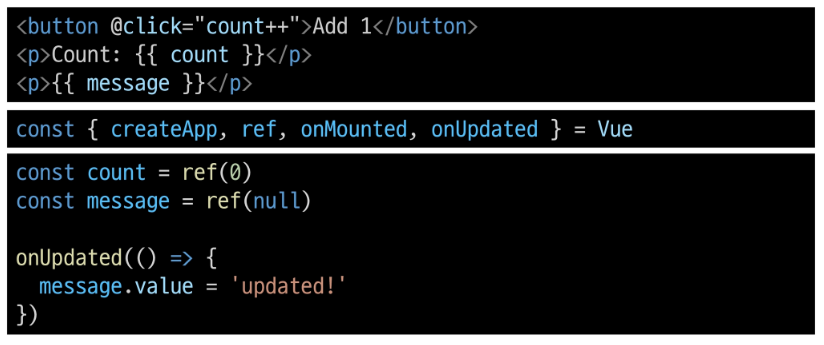 <button @click="count++">Add 1</button>
<p>Count: {{ count }}</p>
<p>{{ message }}</p>
const { createApp, ref, onMounted, onUpdated } = Vue
const count = ref(0)
const message = ref(null)
onUpdated(() => {
  message.value = 'updated!'
})